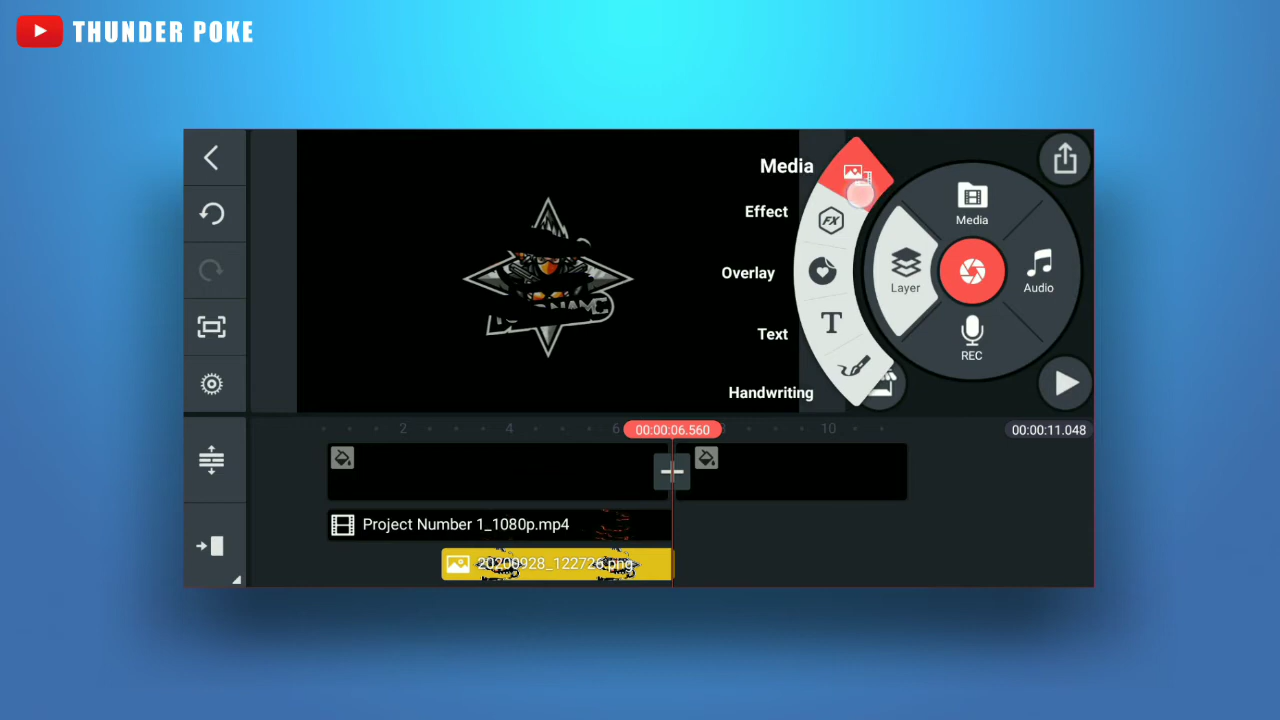 THUNDER POKE
Media
Effect
FX
Overlay
Text
T
Handwriting
Media
Layer
Audio
REC
2
4
6
10
00:00:06.560
00:00:11.048
Project Number 1_1080p.mp4
20200928_122726.png